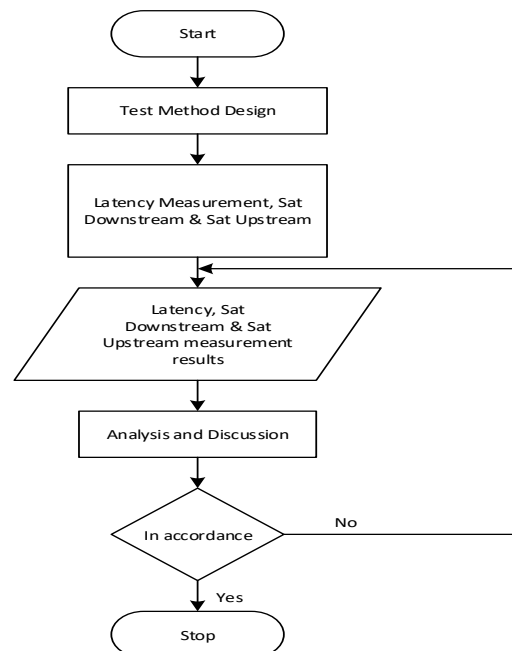 Start
Test Method Design
Latency Measurement, Sat
Downstream & Sat Upstream
Latency, Sat
Downstream & Sat
Upstream measurement
results
Analysis and Discussion
In accordance
No
Yes
Stop